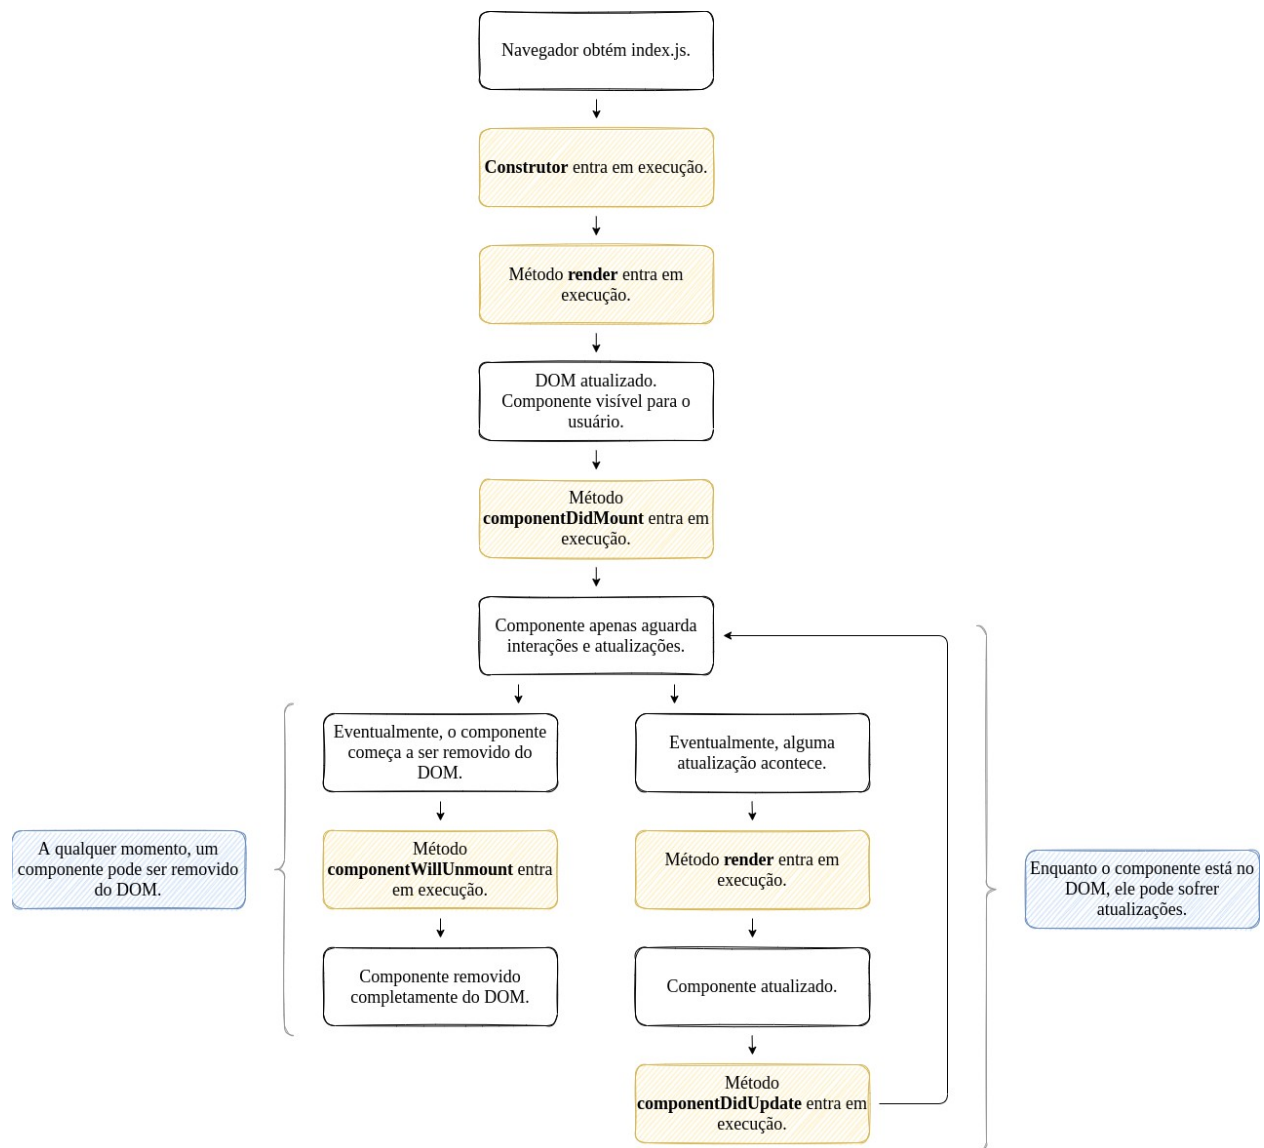 Navegador obtém index.js.
Construtor entra em execução.
Método render entra em
execução.
DOM atualizado.
Componente visível para o
usuário.
Método
componentDidMount entra em
execução.
Componente apenas aguarda
interações e atualizações.
Eventualmente, o componente
começa a ser removido do
DOM.
Método
componentWillUnmount entra
em execução.
Componente removido
completamente do DOM.
A qualquer momento, um
componente pode ser removido
do DOM.
Eventualmente, alguma
atualização acontece.
Método render entra em
execução.
Componente atualizado.
Método
componentDidUpdate entra em
execução.
Enquanto o componente está no
DOM, ele pode sofrer
atualizações.